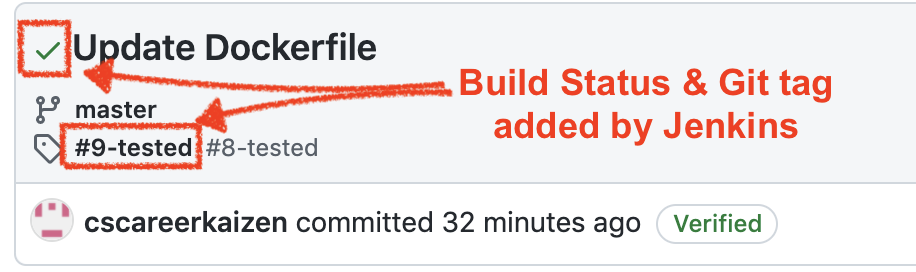 Update Dockerfile
Build Status & Git tag
added by Jenkins
master
#9-tested #8-tested
cscareerkaizen committed 32 minutes ago Verified